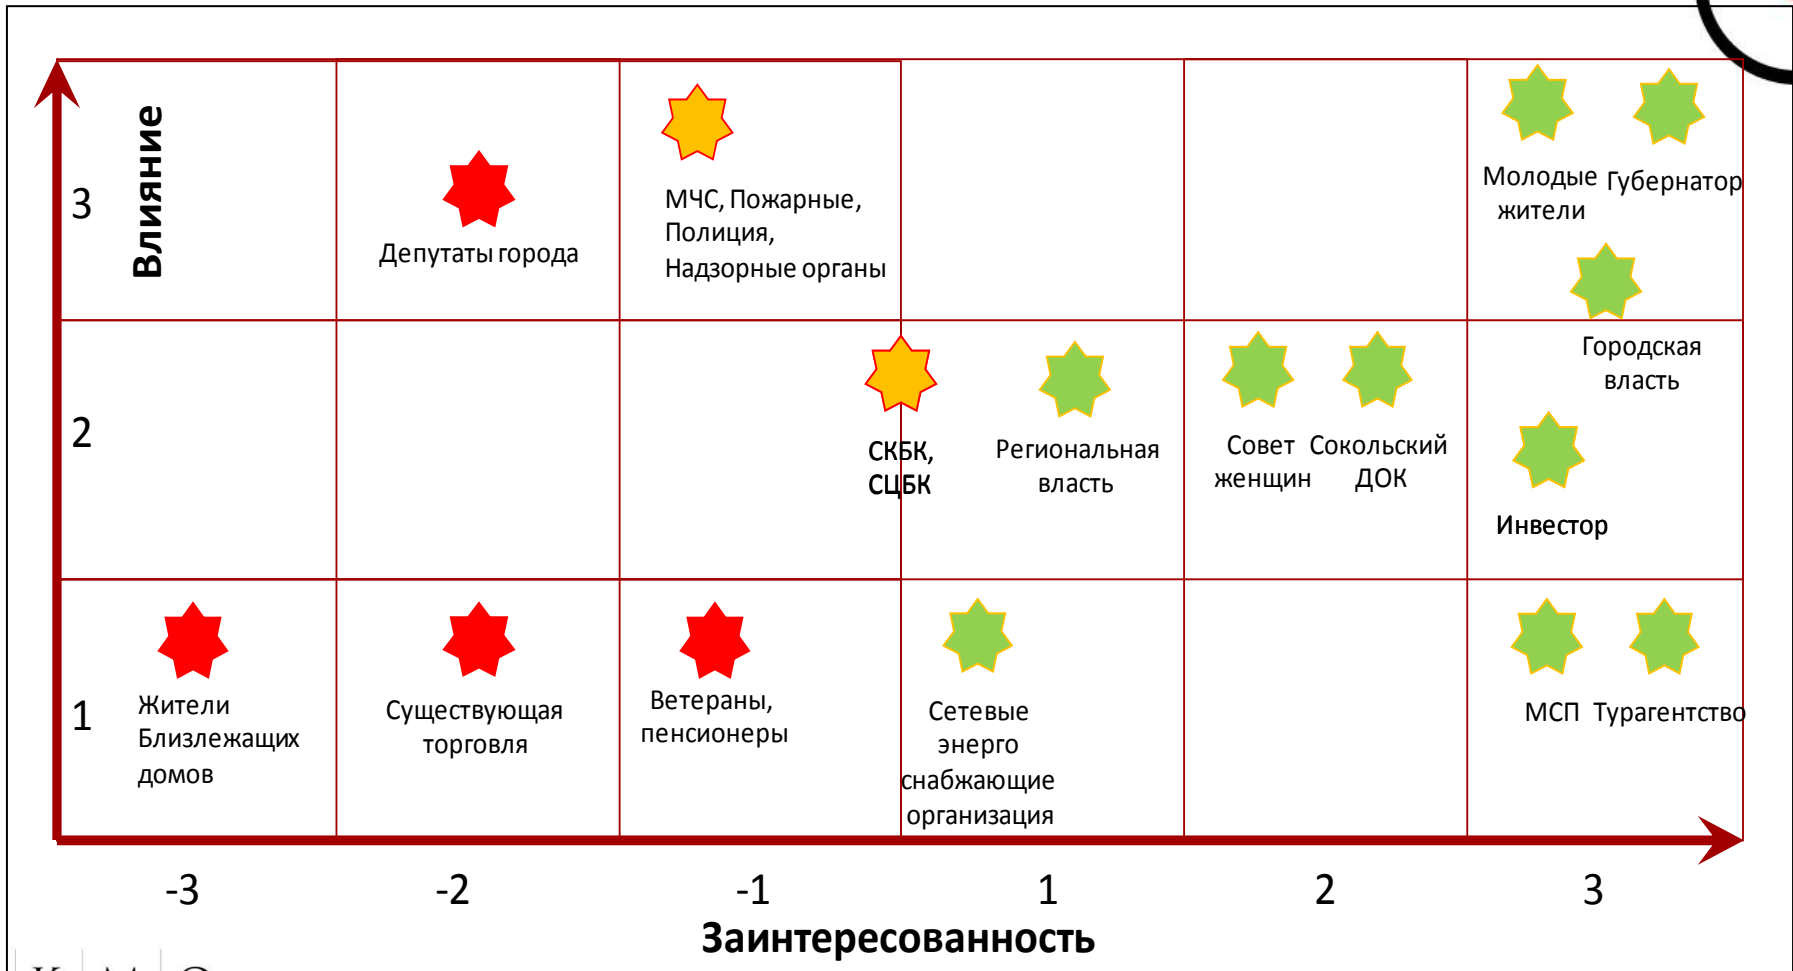 Влияние
3
Депутаты города
МЧС, Пожарные,
Полиция,
Надзорные органы
Молодые
жители
Губернатор
Городская
власть
2
СКБК,
СЦБК
Региональная
власть
Совет
женщин
Сокольский
ДОК
Инвестор
1
Жители
Близлежащих
домов
Существующая
торговля
Ветераны,
пенсионеры
Сетевые
энерго
снабжающие
организация
МСП
Турагентство
-3
-2
-1
1
2
3
Заинтересованность